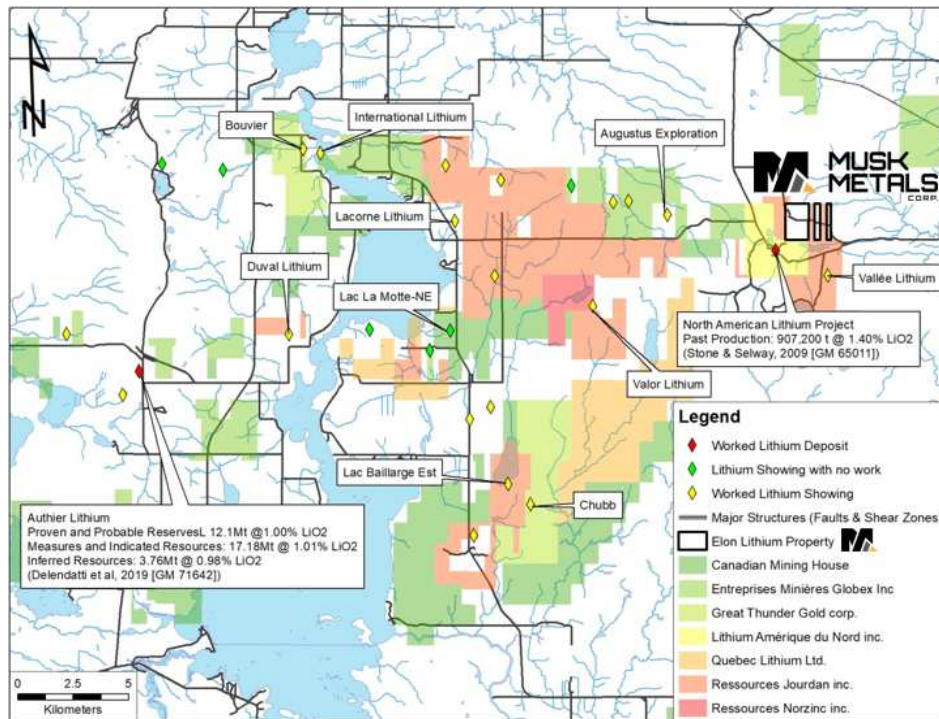 N
Bouvier
International Lithium
Augustus Exploration
MUSK
METALS
CORP.
Lacorne Lithium
Duval Lithium
Lac La Motte-NE
Vallée Lithium
North American Lithium Project
Past Production: 907,200 t @ 1.40% LiO2
(Stone & Selway, 2009 [GM 65011])
Valor Lithium
Lac Baillarge Est
Chubb
Authier Lithium
Proven and Probable ReservesL 12.1Mt @1.00% LiO2
Measures and Indicated Resources: 17.18Mt @ 1.01% LiO2
Inferred Resources: 3.76Mt @ 0.98% LiO2
(Delendatti et al, 2019 [GM 71642])
Legend
Worked Lithium Deposit
Lithium Showing with no work
Worked Lithium Showing
Major Structures (Faults & Shear Zones
Elon Lithium Property
Canadian Mining House
Entreprises Minières Globex Inc
Great Thunder Gold corp.
Lithium Amérique du Nord inc.
Quebec Lithium Ltd.
Ressources Jourdan inc.
Ressources Norzinc inc.
0 2.5 5
Kilometers